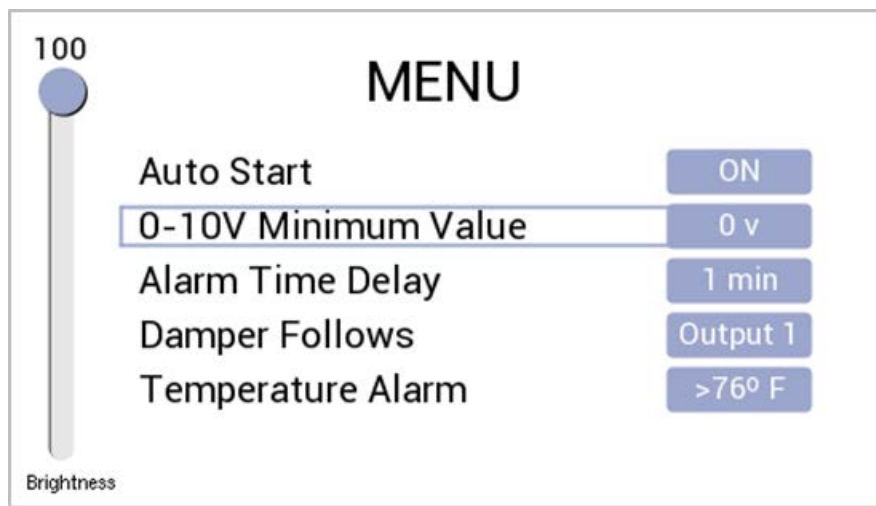 100
MENU
Auto Start ON
0-10V Minimum Value 0 v
Alarm Time Delay 1 min
Damper Follows Output 1
Temperature Alarm >76º F
Brightness